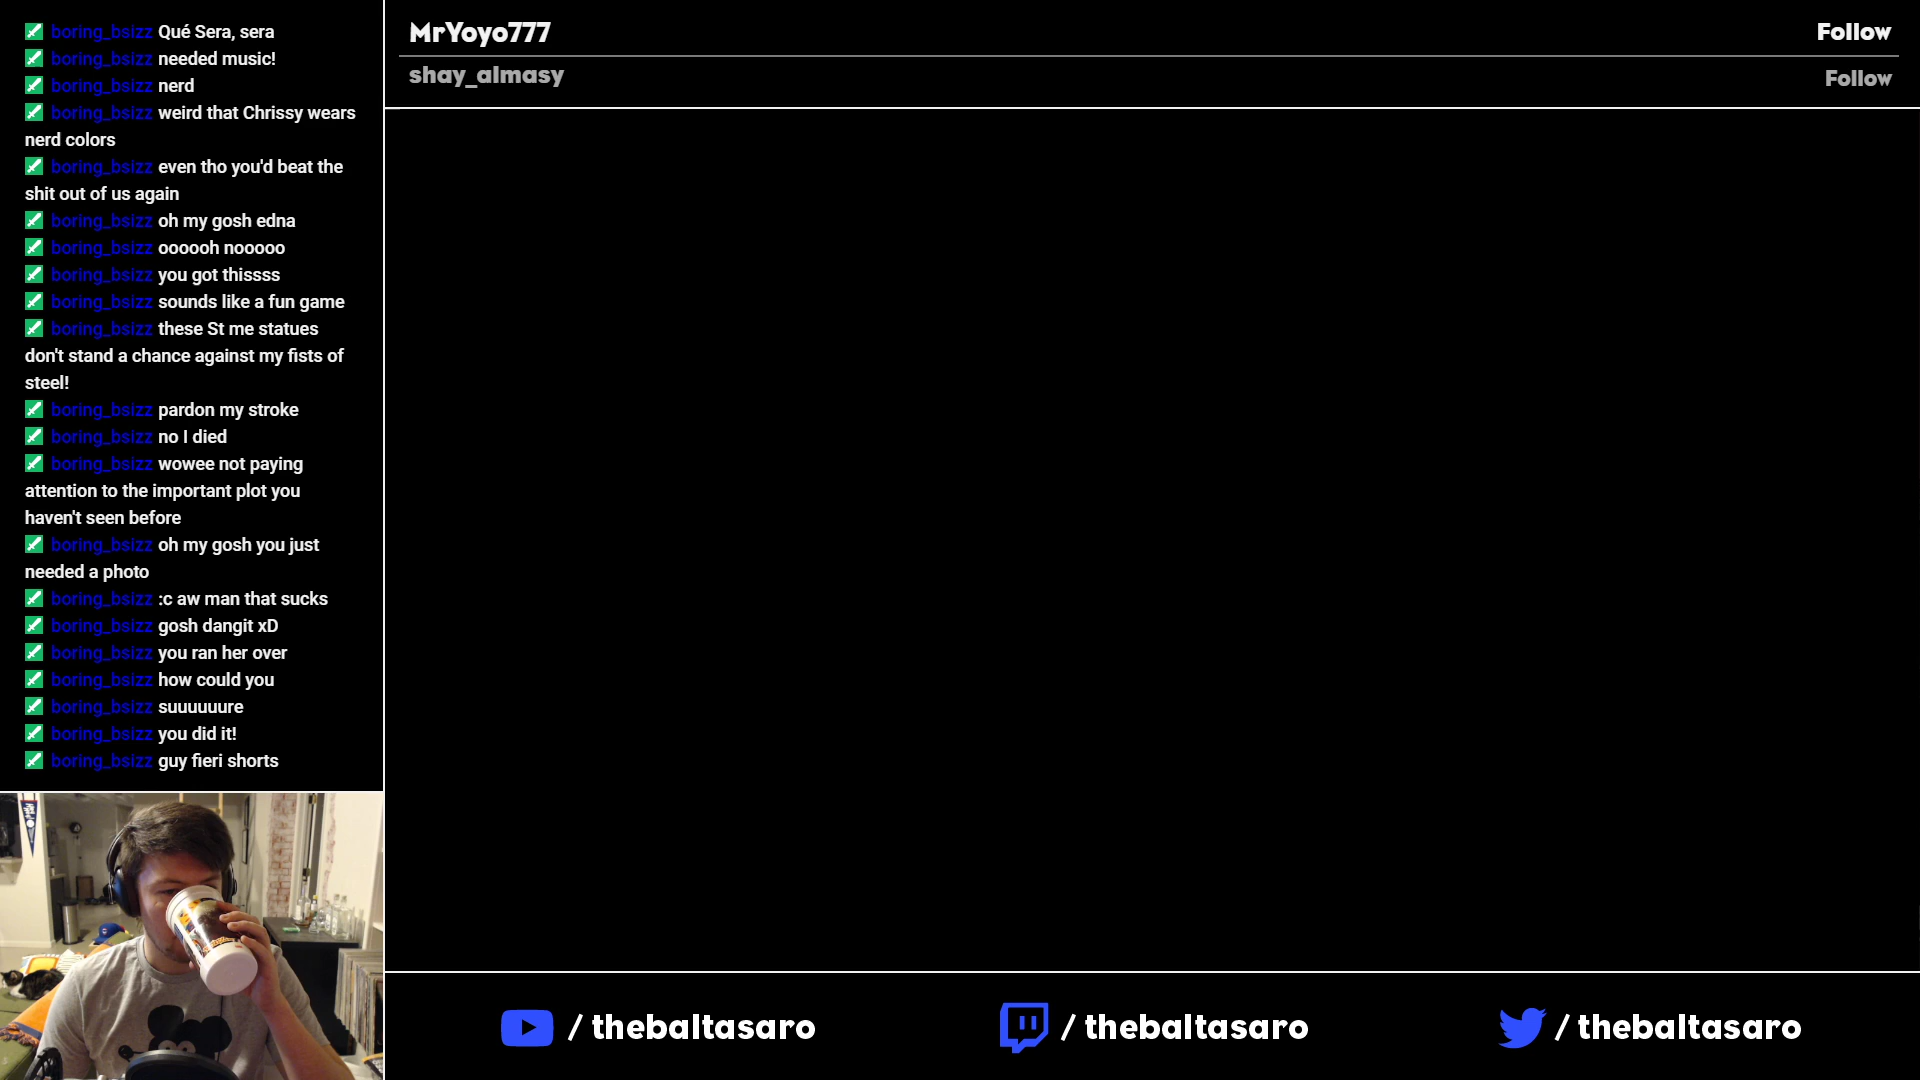 boring_bsizz Qué Sera, sera
boring_bsizz needed music!
boring_bsizz nerd
boring_bsizz weird that Chrissy wears
nerd colors
boring_bsizz even tho you'd beat the
shit out of us again
boring_bsizz oh my gosh edna
boring_bsizz oooooh nooooo
boring_bsizz you got thissss
boring_bsizz sounds like a fun game
boring_bsizz these St me statues
don't stand a chance against my fists of
steel!
boring_bsizz pardon my stroke
boring_bsizz no I died
boring_bsizz wowee not paying
attention to the important plot you
haven't seen before
boring_bsizz oh my gosh you just
needed a photo
boring_bsizz :c aw man that sucks
boring_bsizz gosh dangit xD
boring_bsizz you ran her over
boring_bsizz how could you
boring_bsizz suuuuuure
boring_bsizz you did it!
boring_bsizz guy fieri shorts
MrYoyo777 Follow
shay_almasy Follow
/ thebaltasaro / thebaltasaro / thebaltasaro